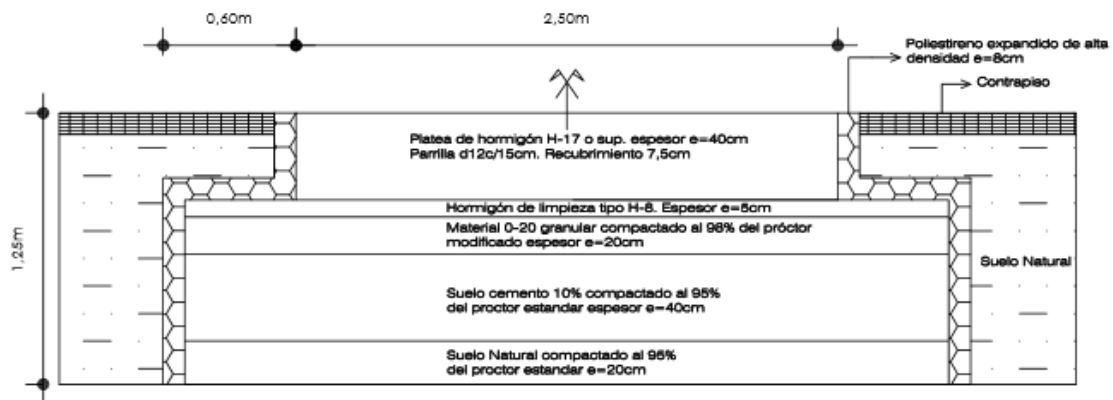 0,60m
2,50m
Poliestireno expandido de alta
densidad e=8cm
Contrapiso
Platea de hormigón H-17 o sup. espesor e=40cm
Parrilla d12c/15cm. Recubrimiento 7,5cm
Hormigón de limpieza tipo H-8. Espesor e=5cm
Material 0-20 granular compactado al 98% del próctor
modificado espesor e=20cm
1,25m
Suelo Natural
Suelo cemento 10% compactado al 95%
del proctor estandar espesor e=40cm
Suelo Natural compactado al 95%
del proctor estandar e=20cm